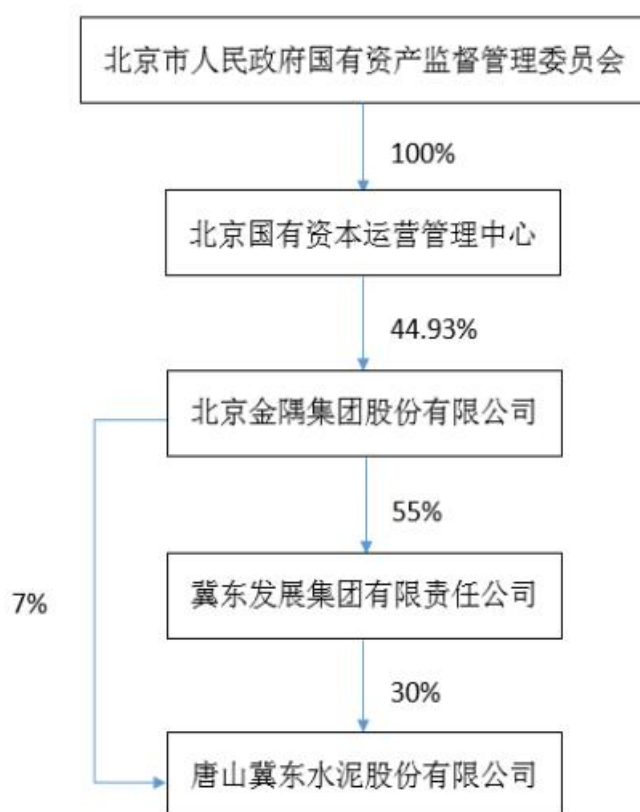 北京市人民政府国有资产监督管理委员会
100%
北京国有资本运营管理中心
44.93%
北京金隅集团股份有限公司
55%
冀东发展集团有限责任公司
7%
30%
唐山冀东水泥股份有限公司